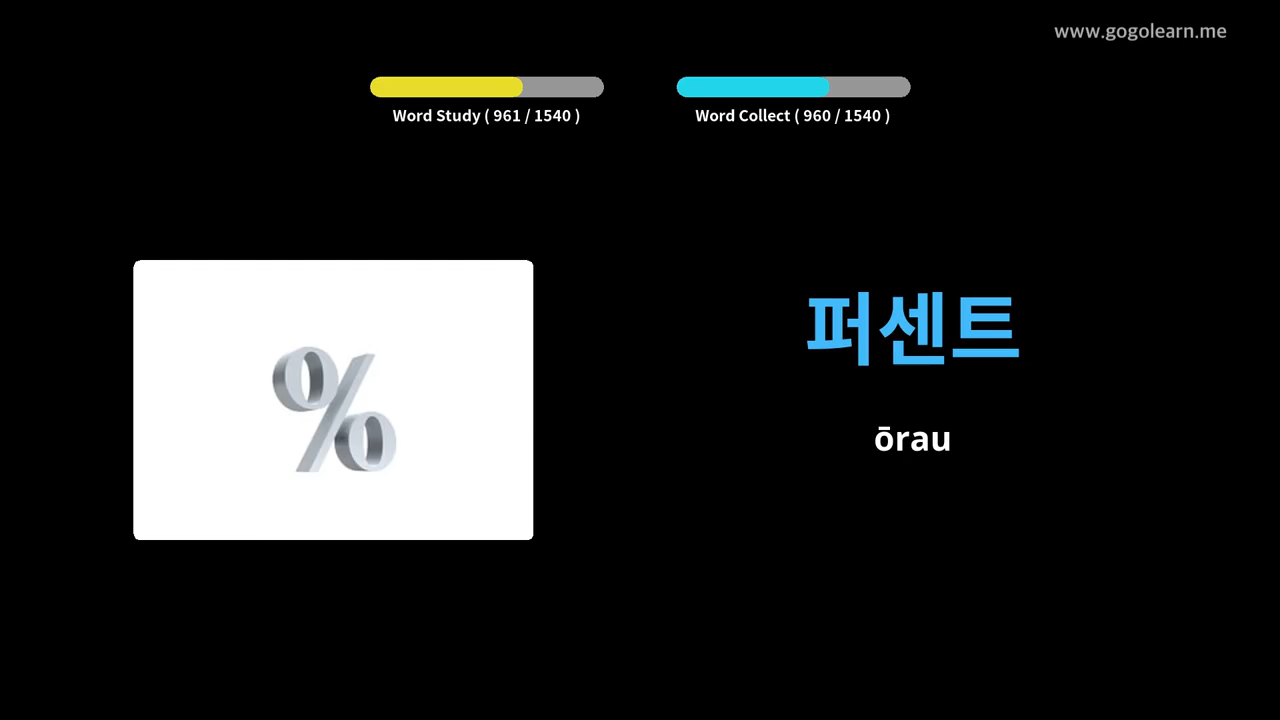 www.gogolearn.me
Word Study ( 961 / 1540 )
Word Collect ( 960 / 1540 )
%
퍼센트
ōrau